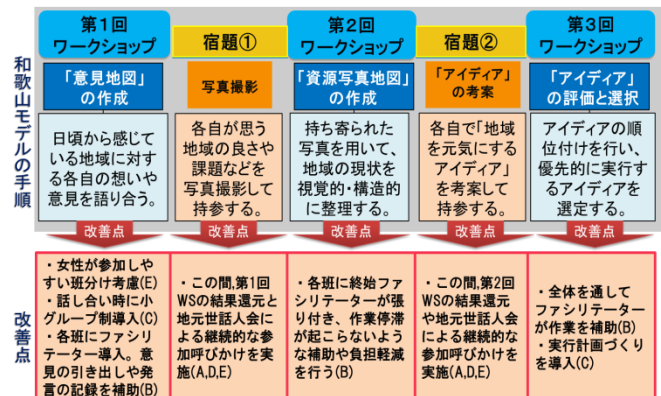 第1回
ワークショップ
宿題①
第2回
ワークショップ
宿題②
第3回
ワークショップ
和歌山モデルの手順
「意見地図」
の作成
写真撮影
「資源写真地図」
の作成
「アイディア」
の考案
「アイディア」
の評価と選択
日頃から感じて
いる地域に対す
る各自の想いや
意見を語り合う。
各自が思う
地域の良さや
課題などを
写真撮影して
持参する。
持ち寄られた
写真を用いて、
地域の現状を
視覚的・構造的
に整理する。
各自で「地域
を元気にする
アイディア」
を考案して
持参する。
アイディアの順
位付けを行い、
優先的に実行す
るアイディアを
選定する。
改善点
改善点
改善点
改善点
改善点
改善点
・女性が参加しや
すい班分け考慮(E)
・話し合い時に小
グループ制導入(C)
・各班にファシリ
テーター導入。意
見の引き出しや発
言の記録を補助(B)
・この間,第1回
WSの結果還元と
地元世話人会に
よる継続的な参
加呼びかけを実
施(A,D,E)
・各班に終始ファ
シリテーターが張
り付き、作業停滞
が起こらないよう
な補助や負担軽減
を行う(B)
・この間,第2回
WSの結果還元
や地元世話人会
による継続的な
参加呼びかけを
実施(A,D,E)
・全体を通して
ファシリテーター
が作業を補助(B)
・実行計画づくり
を導入(C)